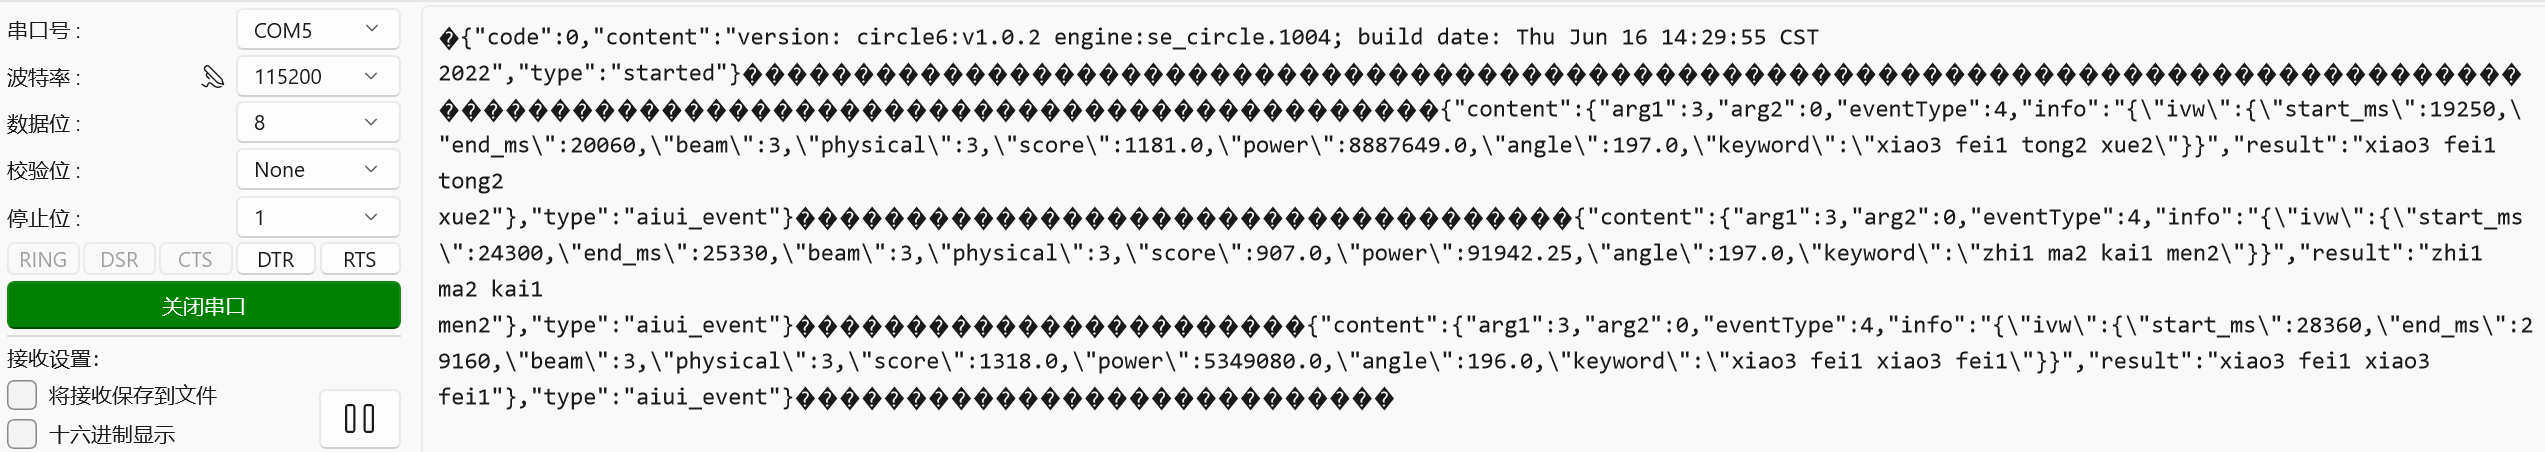 串口号：
COM5
波特率：
115200
数据位：
8
校验位：
None
停止位：
1
RING DSR CTS DTR RTS
关闭串口
接收设置:
将接收保存到文件
十六进制显示
�{"code":0,"content":"version: circle6:v1.0.2 engine:se_circle.1004; build date: Thu Jun 16 14:29:55 CST
2022","type":"started"}
{"content":{"arg1":3,"arg2":0,"eventType":4,"info":"{\"ivw\":{\"start_ms\":19250,\
"end_ms\":20060,\"beam\":3,\"physical\":3,\"score\":1181.0,\"power\":8887649.0,\"angle\":197.0,\"keyword\":\"xiao3 fei1 tong2 xue2\"}}","result":"xiao3 fei1
tong2
xue2"},"type":"aiui_event"}{"content":{"arg1":3,"arg2":0,"eventType":4,"info":"{\"ivw\":{\"start_ms
\":24300,\"end_ms\":25330,\"beam\":3,\"physical\":3,\"score\":907.0,\"power\":91942.25,\"angle\":197.0,\"keyword\":\"zhi1 ma2 kai1 men2\"}}","result":"zhi1
ma2 kai1
men2"},"type":"aiui_event"}{"content":{"arg1":3,"arg2":0,"eventType":4,"info":"{\"ivw\":{\"start_ms\":28360,\"end_ms\":2
9160,\"beam\":3,\"physical\":3,\"score\":1318.0,\"power\":5349080.0,\"angle\":196.0,\"keyword\":\"xiao3 fei1 xiao3 fei1\"}}","result":"xiao3 fei1 xiao3
fei1"},"type":"aiui_event"}